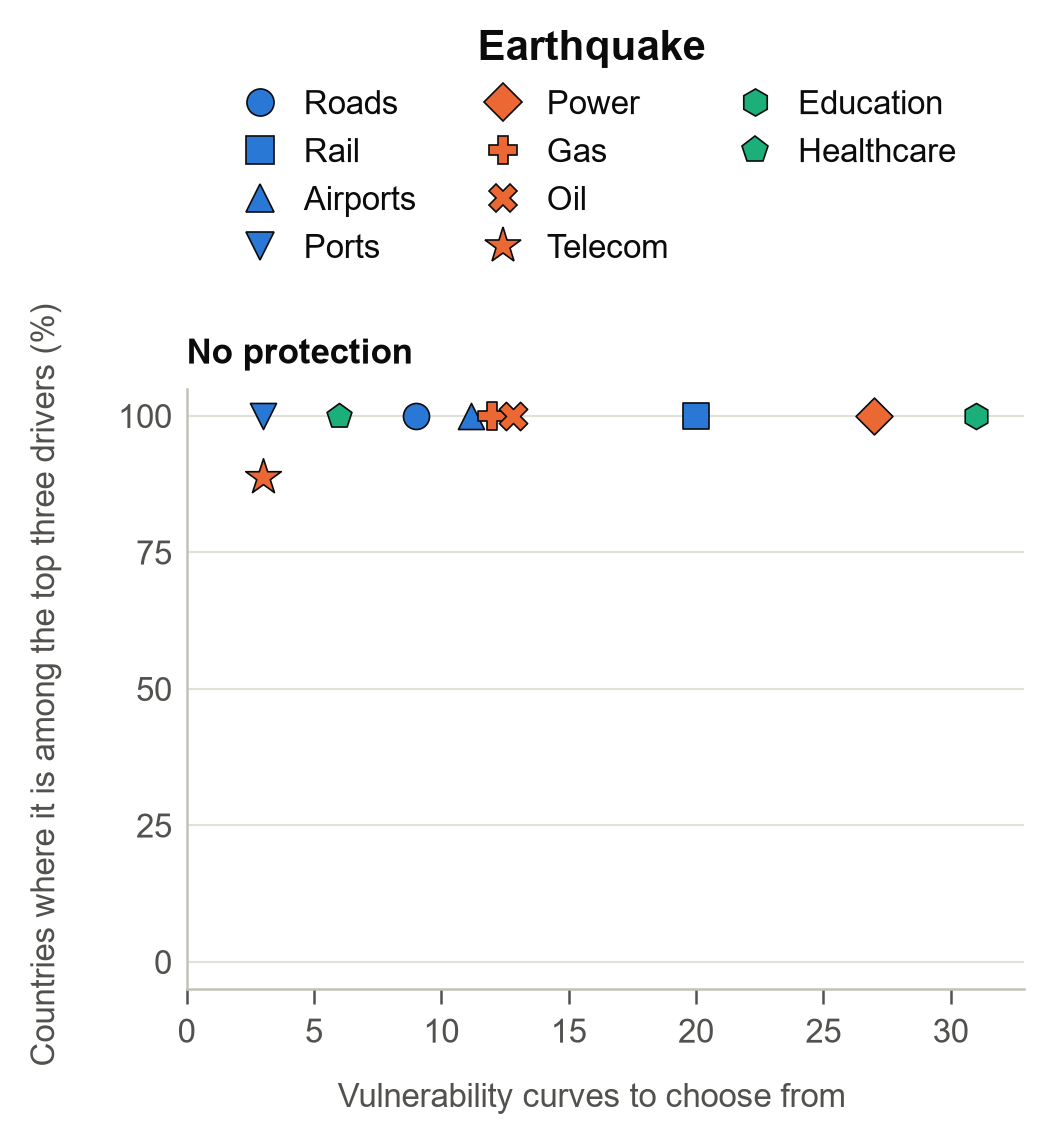 Earthquake
Roads
Rail
Airports
Ports
Power
Gas
Oil
Telecom
Education
Healthcare
No protection
Countries where it is among the top three drivers (%)
100
75
50
25
0
0 5 10 15 20 25 30
Vulnerability curves to choose from